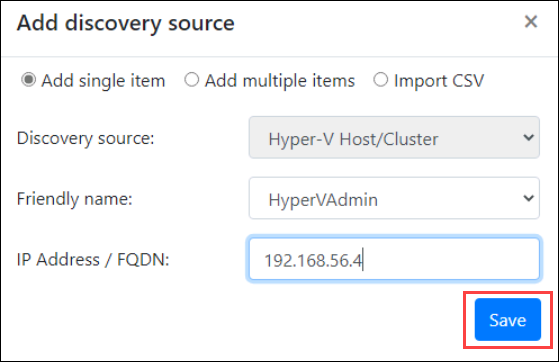 Add discovery source
Add single item Add multiple items Import CSV
Discovery source: Hyper-V Host/Cluster
Friendly name: HyperVAdmin
IP Address / FQDN: 192.168.56.4
Save